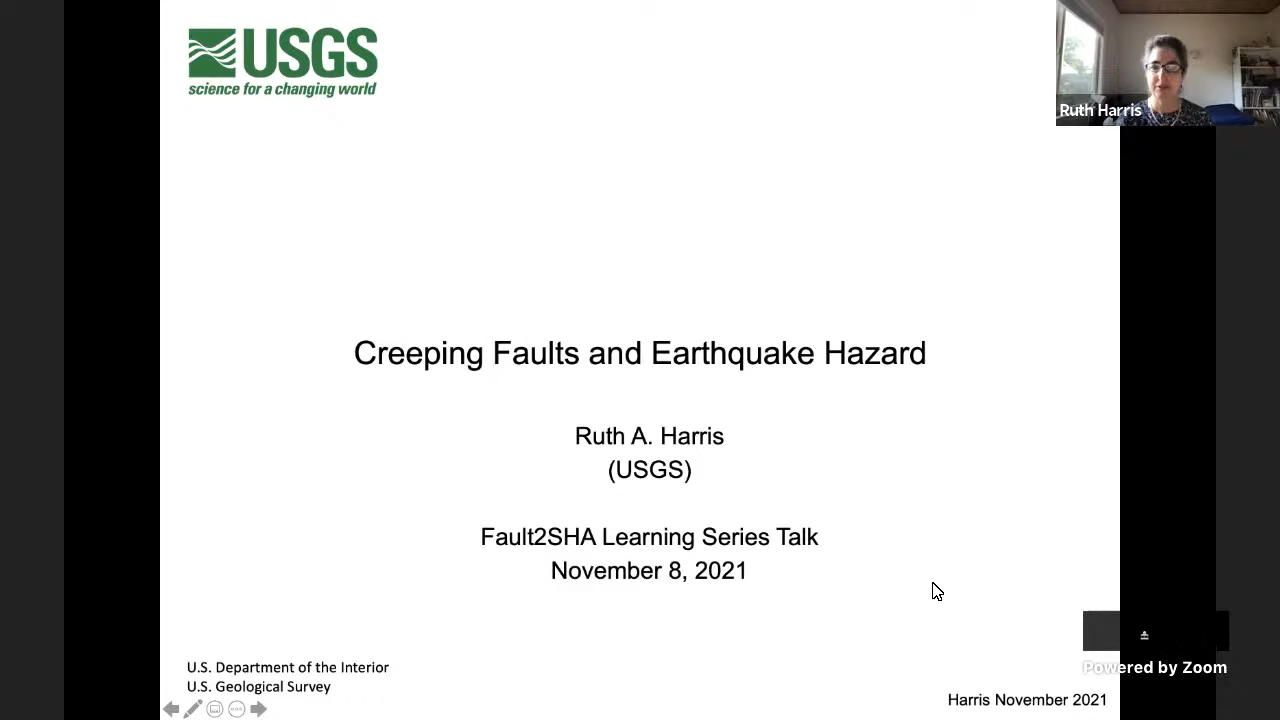 USGS
science for a changing world
Ruth Harris
Creeping Faults and Earthquake Hazard
Ruth A. Harris
(USGS)
Fault2SHA Learning Series Talk
November 8, 2021
U.S. Department of the Interior
U.S. Geological Survey
Harris November 2021
Powered by Zoom